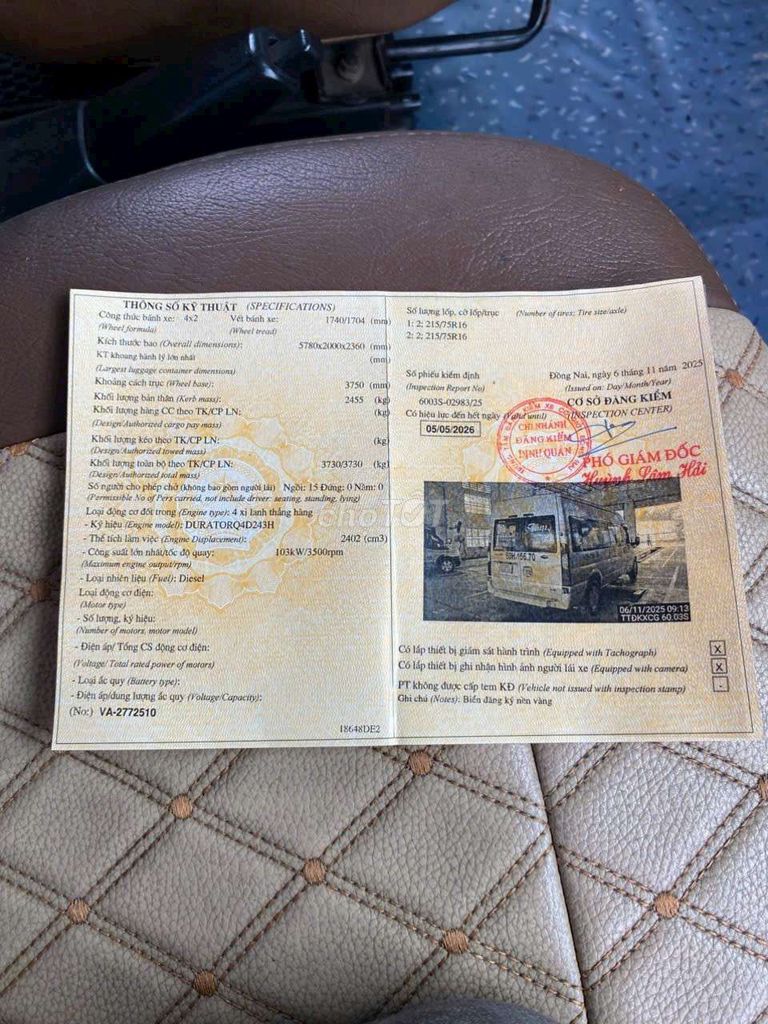 THÔNG SỐ KỸ THUẬT (SPECIFICATIONS)
Công thức bánh xe: 4x2 Vết bánh xe: 1740/1704 (mm)
(Wheel formula) (Wheel tread)
Kích thước bao (Overall dimensions): 5780x2000x2360 (mm)
KT khoang hành lý lớn nhất (mm)
(Largest luggage container dimensions)
Khoảng cách trục (Wheel base): 3750 (mm)
Khối lượng bản thân (Kerb mass): 2455 (kg)
Khối lượng hàng CC theo TK/CP LN: (kg)
(Design/Authorized cargo pay mass)
Khối lượng kéo theo TK/CP LN: (kg)
(Design/Authorized towed mass)
Khối lượng toàn bộ theo TK/CP LN: 3730/3730 (kg)
(Design/Authorized total mass)
Số người cho phép chở (không bao gồm người lái) Ngồi: 15 Đứng: 0 Nằm: 0
(Permissible No of Pers carried, not include driver: seating, standing, lying)
Loại động cơ đốt trong (Engine type): 4 xi lanh thẳng hàng
- Ký hiệu (Engine model): DURATORQ4D243H
- Thể tích làm việc (Engine Displacement): 2402 (cm3)
- Công suất lớn nhất/tốc độ quay: 103kW/3500rpm
(Maximum engine output/rpm)
- Loại nhiên liệu (Fuel): Diesel
Loại động cơ điện:
(Motor type)
- Số lượng, ký hiệu:
(Number of motors, motor model)
- Điện áp/ Tổng CS động cơ điện:
(Voltage/ Total rated power of motors)
- Loại ắc quy (Battery type):
- Điện áp/dung lượng ắc quy (Voltage/Capacity):
(No:) VA-2772510
18648DE2
Số lượng lốp, cỡ lốp/trục (Number of tires; Tire size/axle)
1: 2; 215/75R16
2: 2; 215/75R16
Số phiếu kiểm định Đồng Nai, ngày 6 tháng 11 năm 2025
(Inspection Report No) (Issued on: Day/Month/Year)
6003S-02983/25 CƠ SỞ ĐĂNG KIỂM
Có hiệu lực đến hết ngày (Valid until) (INSPECTION CENTER)
05/05/2026
CHI NHÁNH
ĐĂNG KIỂM
ĐỊNH QUÁN
PHÓ GIÁM ĐỐC
Huỳnh Lâm Hải
chợTỐT
06/11/2025 09:13
TTĐKXCG 60.03S
Có lắp thiết bị giám sát hành trình (Equipped with Tachograph) x
Có lắp thiết bị ghi nhận hình ảnh người lái xe (Equipped with camera) x
PT không được cấp tem KĐ (Vehicle not issued with inspection stamp) -
Ghi chú (Notes): Biển đăng ký nền vàng